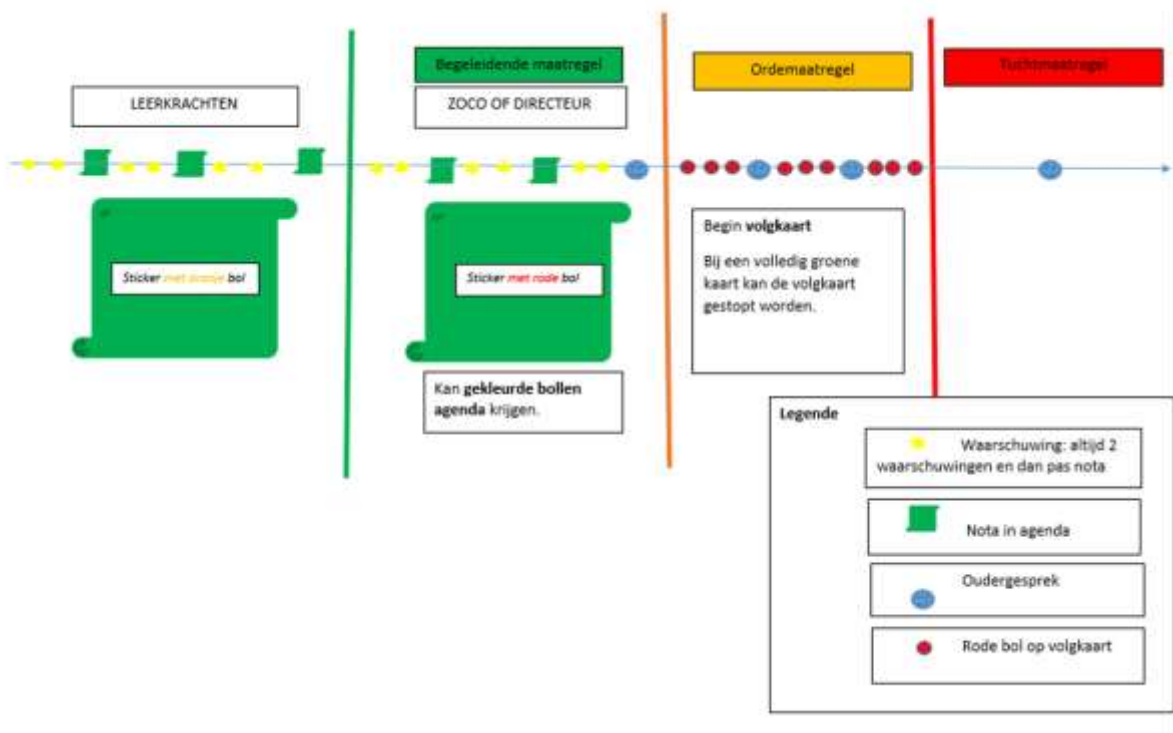 Begeleidende maatregel
Ordemaatregel
Tuchtmaatregel
LEERKRACHTEN
ZOCO OF DIRECTEUR
Sticker met oranje bol
Sticker met rode bol
Begin volgkaart
Bij een volledig groene
kaart kan de volgkaart
gestopt worden.
Kan gekleurde bollen
agenda krijgen.
Legende
Waarschuwing: altijd 2
waarschuwingen en dan pas nota
Nota in agenda
Oudergesprek
Rode bol op volgkaart